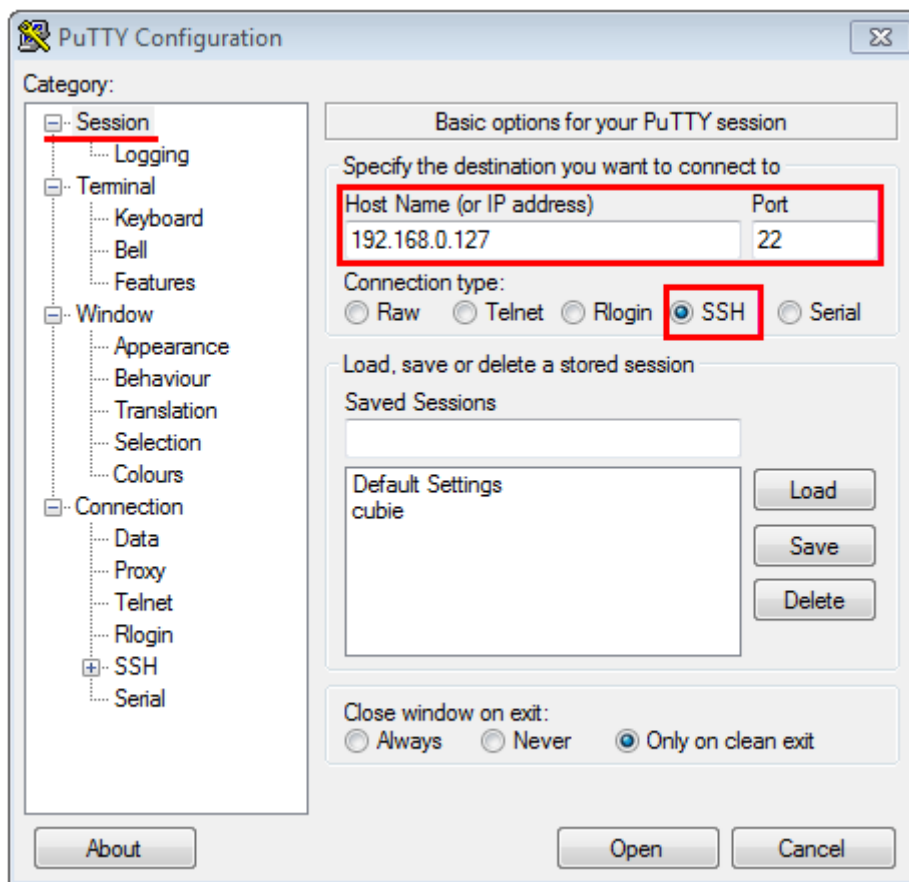 PuTTY Configuration
Category:
Session
Logging
Terminal
Keyboard
Bell
Features
Window
Appearance
Behaviour
Translation
Selection
Colours
Connection
Data
Proxy
Telnet
Rlogin
SSH
Serial
Basic options for your PuTTY session
Specify the destination you want to connect to
Host Name (or IP address) Port
192.168.0.127 22
Connection type:
Raw Telnet Rlogin SSH Serial
Load, save or delete a stored session
Saved Sessions
Default Settings
cubie
Load
Save
Delete
Close window on exit:
Always Never Only on clean exit
About Open Cancel